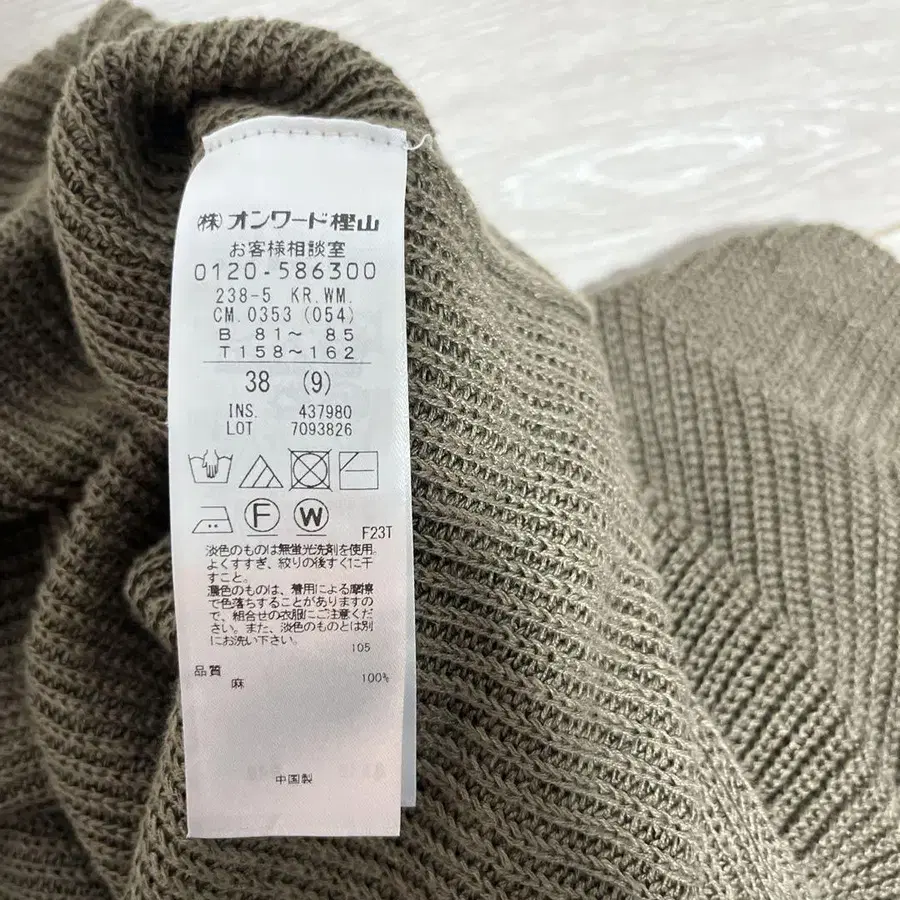 (株)オンワード樫山
お客様相談室
0120-586300
238-5 KR.WM.
CM.0353 (054)
B 81～ 85
T158～162
38 (9)
INS. 437980
LOT 7093826
F W
F23T
淡色のものは無蛍光洗剤を使用。
よくすすぎ、絞りの後すぐに干
すこと。
濃色のものは、着用による摩擦
で色落ちすることがありますの
で、組合せの衣服にご注意くだ
さい。また、淡色のものとは別
にお洗い下さい。
105
品質
麻 100%
中国製